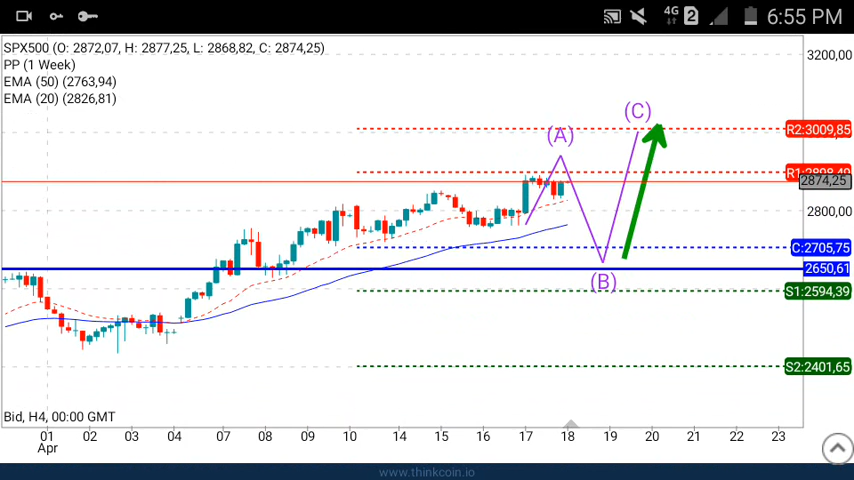 4G 2 6:55 PM
SPX500 (O: 2872,07, H: 2877,25, L: 2868,82, C: 2874,25)
PP (1 Week)
EMA (50) (2763,94)
EMA (20) (2826,81)
3200,00
(C)
(A)
R2:3009,85
R1:2898,49
2874,25
2800,00
C:2705,75
2650,61
(B)
S1:2594,39
S2:2401,65
Bid, H4, 00:00 GMT
01 02 03 04 07 08 09 10 14 15 16 17 18 19 20 21 22 23
Apr
www.thinkcoin.io